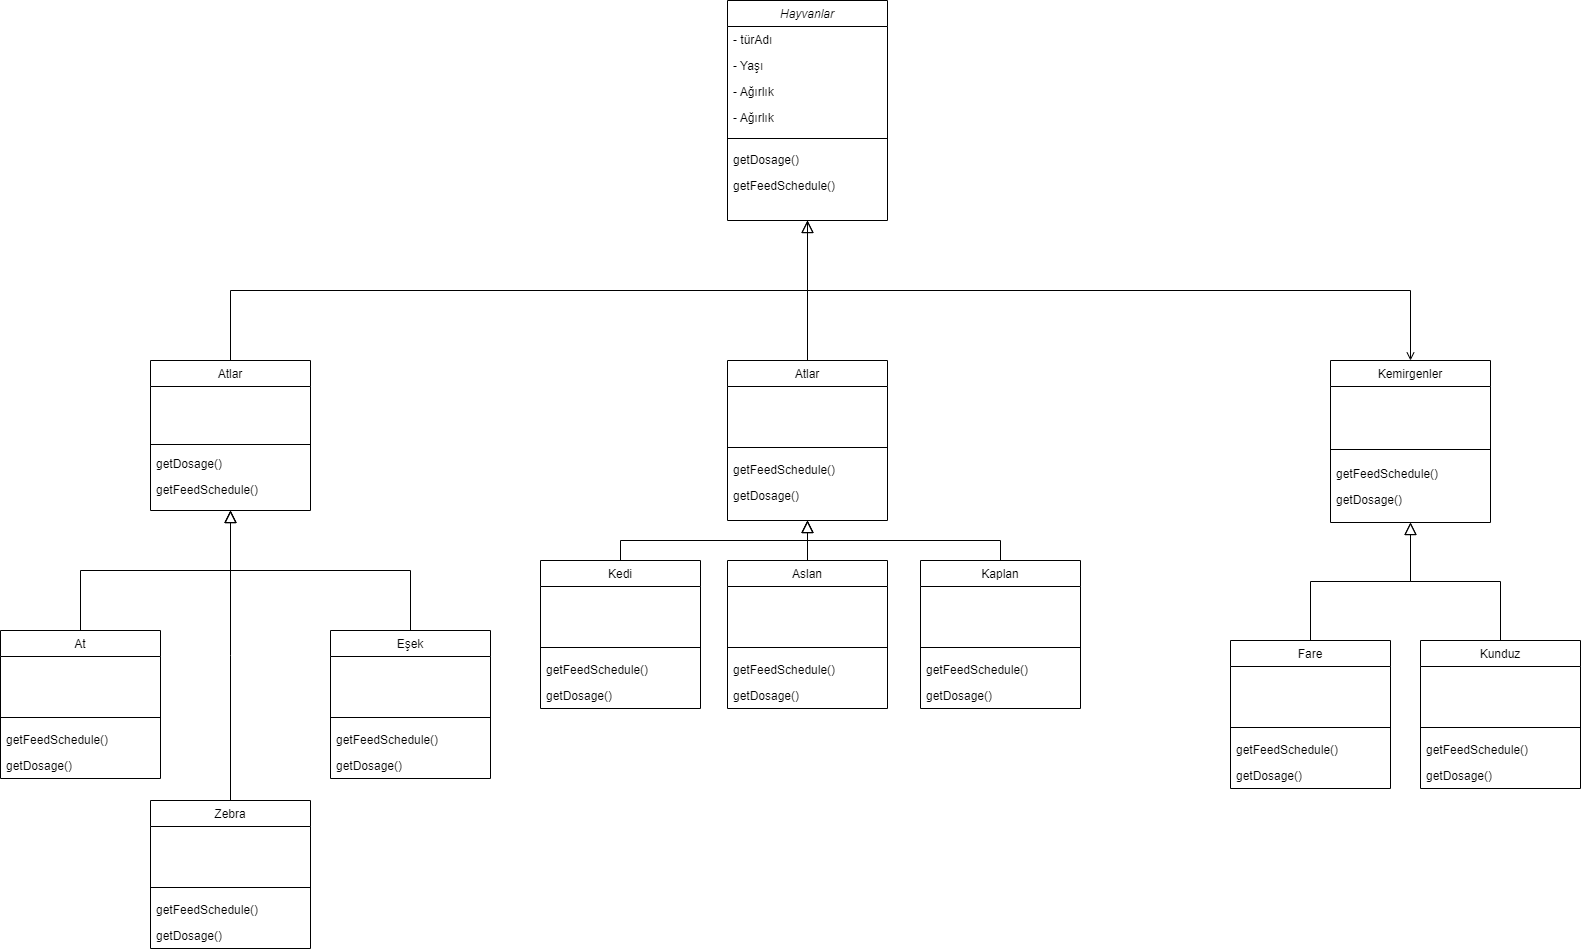 Hayvanlar
- türAdı
- Yaşı
- Ağırlık
- Ağırlık
getDosage()
getFeedSchedule()
Atlar
getDosage()
getFeedSchedule()
Atlar
getFeedSchedule()
getDosage()
Kemirgenler
getFeedSchedule()
getDosage()
At
getFeedSchedule()
getDosage()
Zebra
getFeedSchedule()
getDosage()
Eşek
getFeedSchedule()
getDosage()
Kedi
getFeedSchedule()
getDosage()
Aslan
getFeedSchedule()
getDosage()
Kaplan
getFeedSchedule()
getDosage()
Fare
getFeedSchedule()
getDosage()
Kunduz
getFeedSchedule()
getDosage()